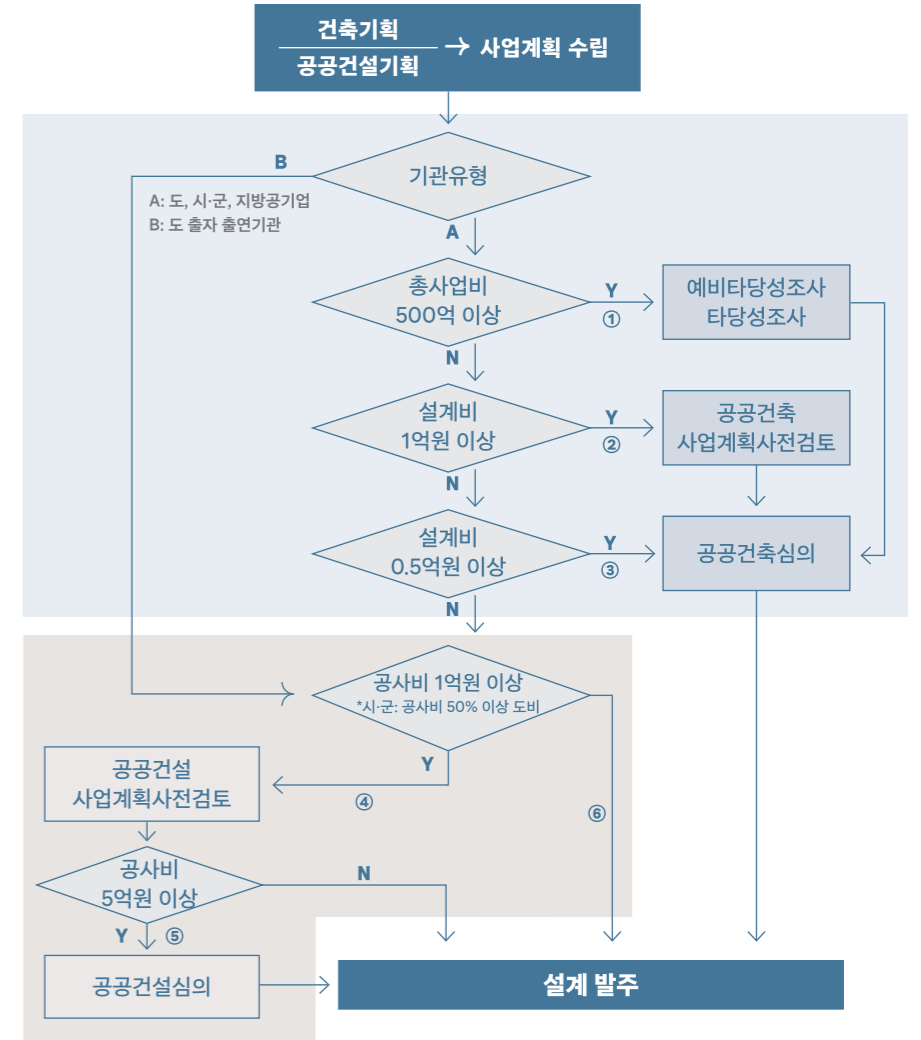 건축기획
공공건설기획
→ 사업계획 수립
B
기관유형
A: 도, 시·군, 지방공기업
B: 도 출자 출연기관
A
총사업비
500억 이상
Y
①
예비타당성조사
타당성조사
N
설계비
1억원 이상
Y
②
공공건축
사업계획사전검토
N
설계비
0.5억원 이상
Y
③
공공건축심의
N
공사비 1억원 이상
*시·군: 공사비 50% 이상 도비
Y
④
⑥
공공건설
사업계획사전검토
공사비
5억원 이상
N
Y
⑤
공공건설심의
설계 발주